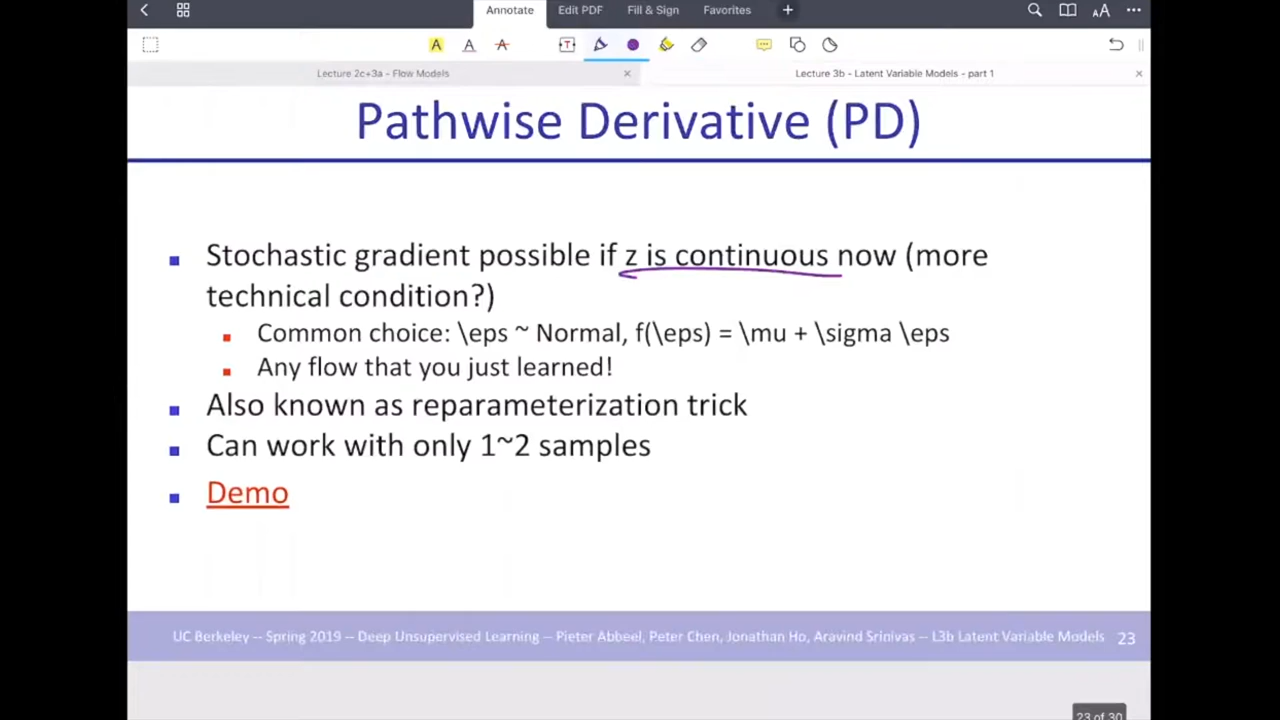 Annotate Edit PDF Fill & Sign Favorites +
Lecture 2c+3a - Flow Models × Lecture 3b - Latent Variable Models - part 1 ×
Pathwise Derivative (PD)
Stochastic gradient possible if z is continuous now (more
technical condition?)
Common choice: \eps ~ Normal, f(\eps) = \mu + \sigma \eps
Any flow that you just learned!
Also known as reparameterization trick
Can work with only 1~2 samples
Demo
UC Berkeley -- Spring 2019 -- Deep Unsupervised Learning -- Pieter Abbeel, Peter Chen, Jonathan Ho, Aravind Srinivas -- L3b Latent Variable Models 23
23 of 30